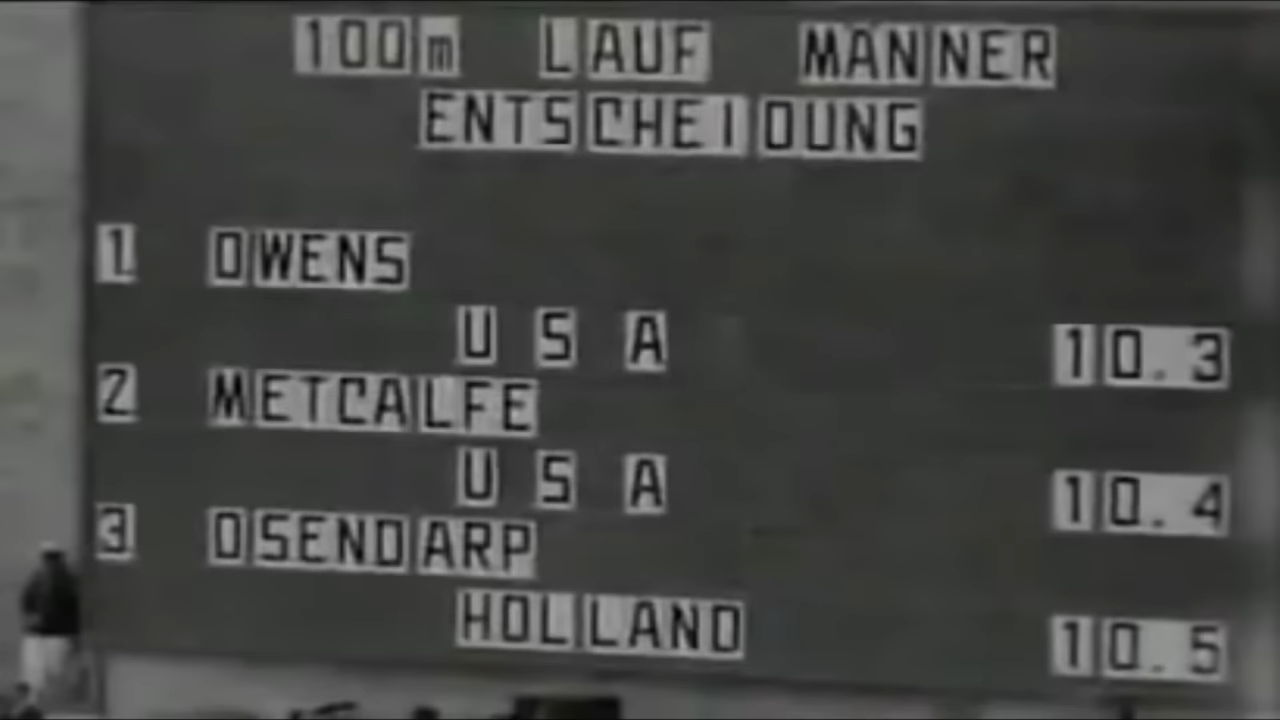 100m LAUF MANNER
ENTSCHEIDUNG
1 OWENS
U S A 10.3
2 METCALFE
U S A 10.4
3 OSENDARP
HOLLAND 10.5